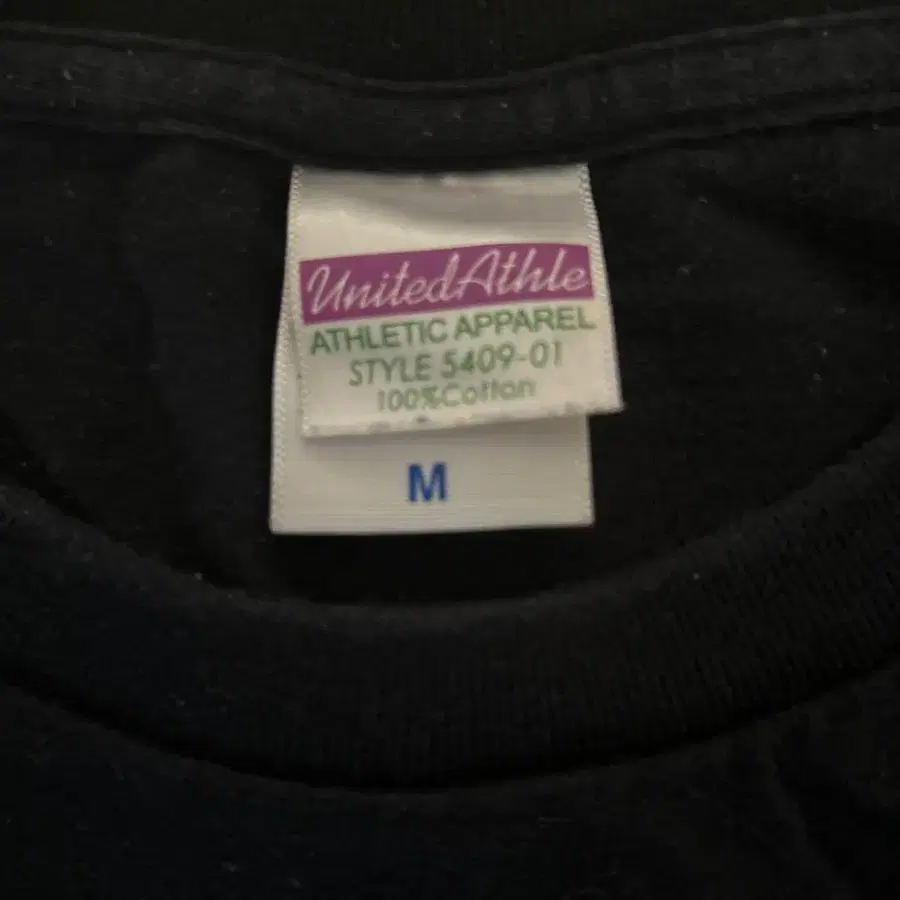 UnitedAthle
ATHLETIC APPAREL
STYLE 5409-01
100%Cotton
M